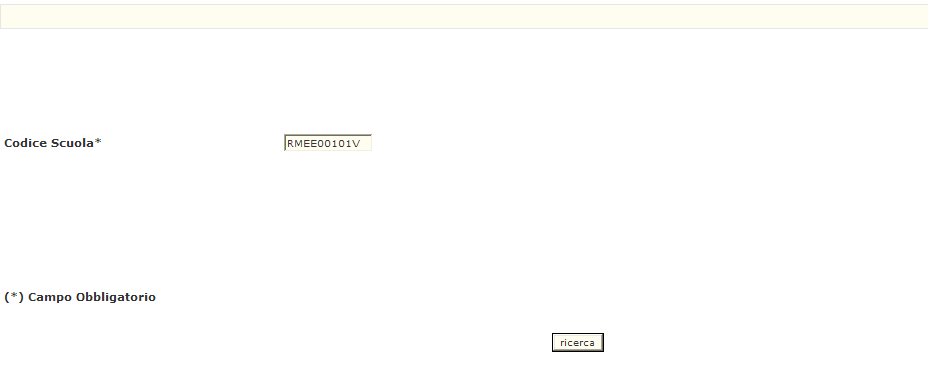 Codice Scuola* RMEE00101V
(*) Campo Obbligatorio
ricerca